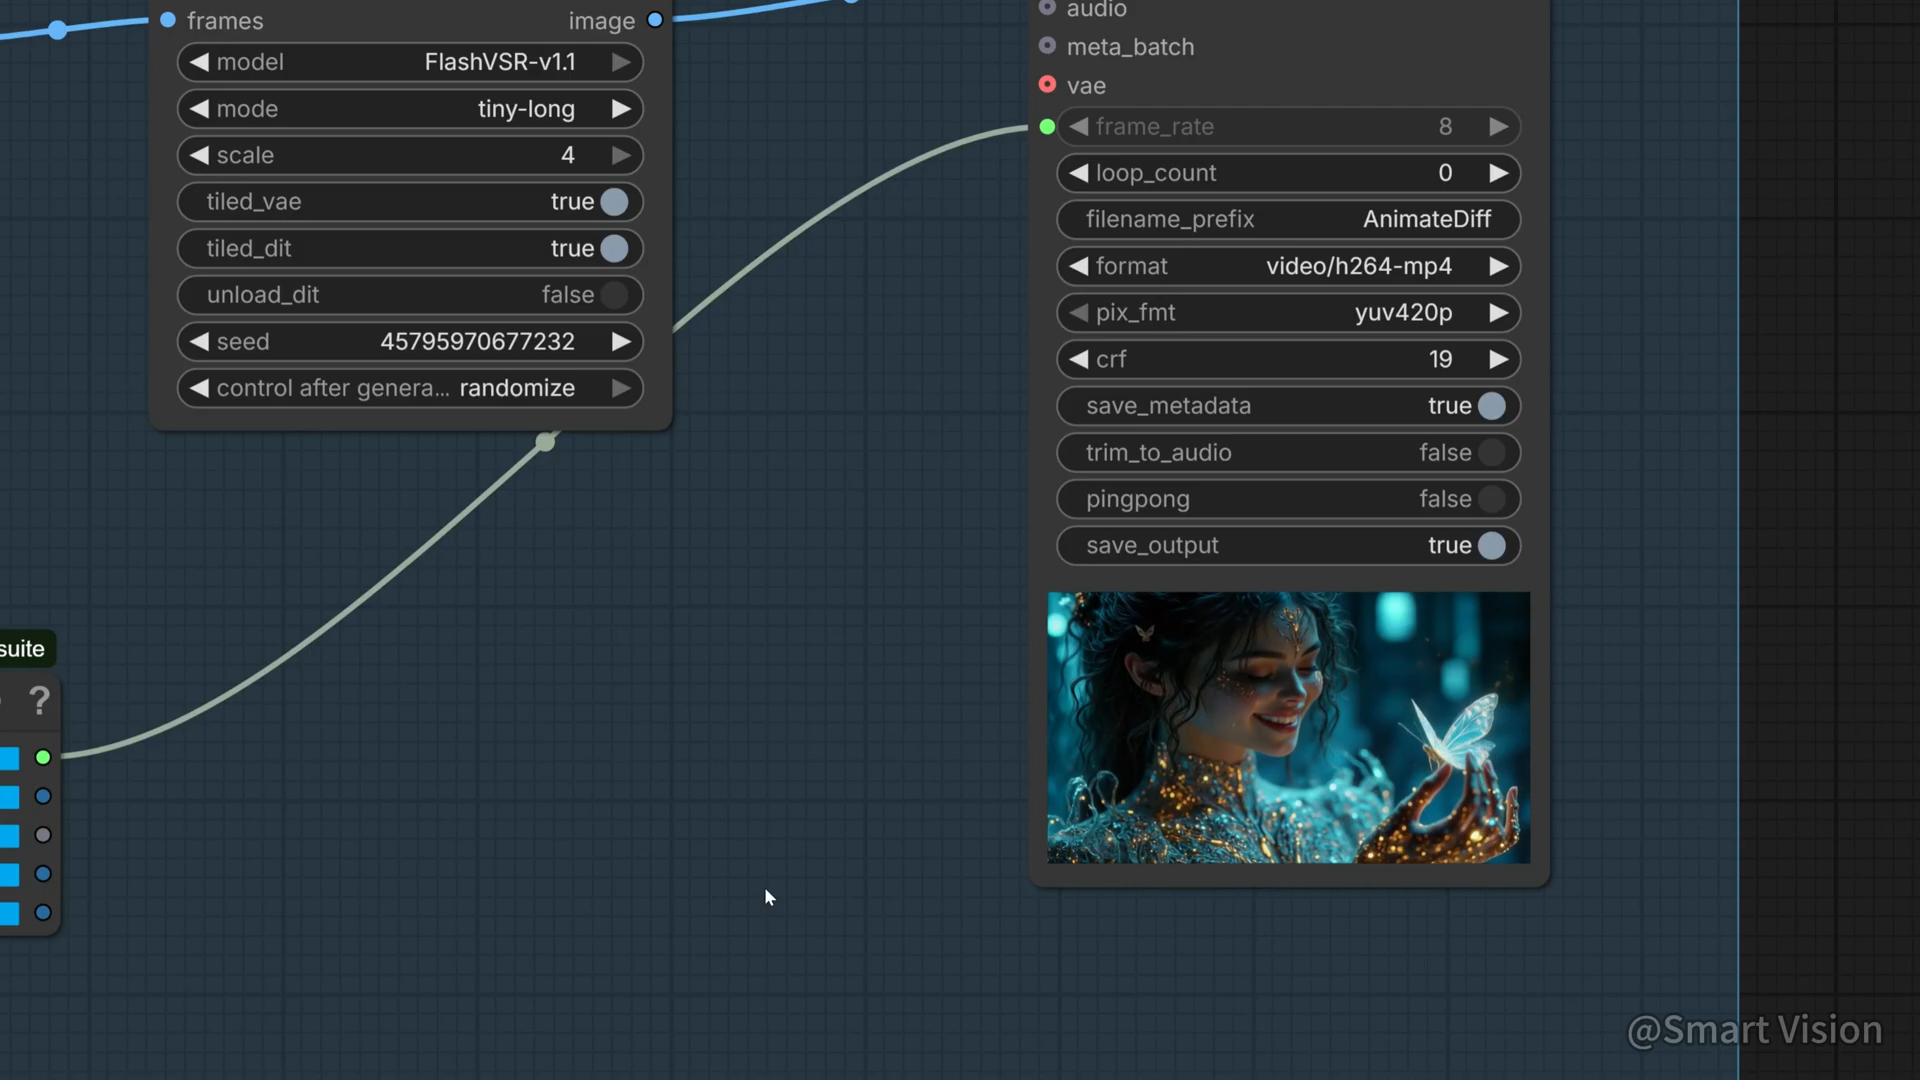 frames image
model FlashVSR-v1.1
mode tiny-long
scale 4
tiled_vae true
tiled_dit true
unload_dit false
seed 45795970677232
control after genera... randomize
suite
?
audio
meta_batch
vae
frame_rate 8
loop_count 0
filename_prefix AnimateDiff
format video/h264-mp4
pix_fmt yuv420p
crf 19
save_metadata true
trim_to_audio false
pingpong false
save_output true
@Smart Vision